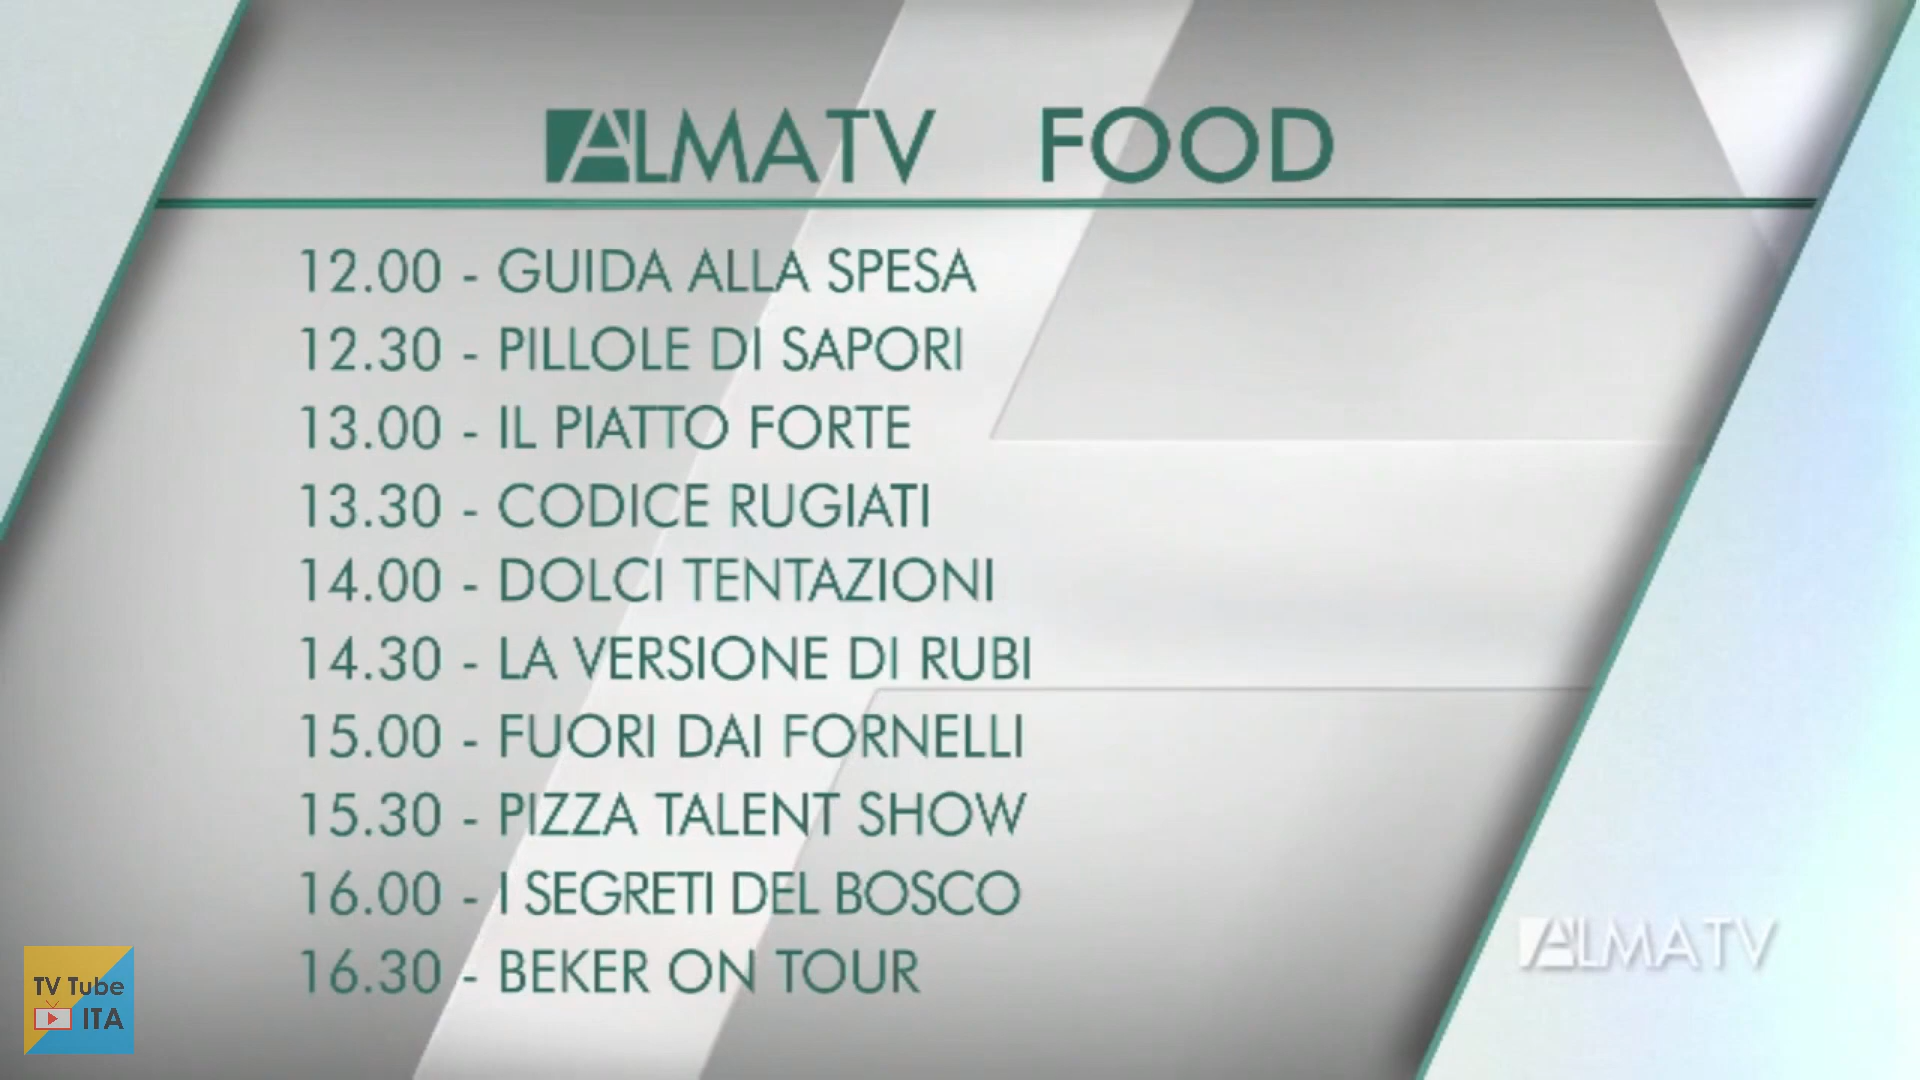 ALMATV FOOD
12.00 - GUIDA ALLA SPESA
12.30 - PILLOLE DI SAPORI
13.00 - IL PIATTO FORTE
13.30 - CODICE RUGIATI
14.00 - DOLCI TENTAZIONI
14.30 - LA VERSIONE DI RUBI
15.00 - FUORI DAI FORNELLI
15.30 - PIZZA TALENT SHOW
16.00 - I SEGRETI DEL BOSCO
16.30 - BEKER ON TOUR
ALMATV
TV Tube
ITA